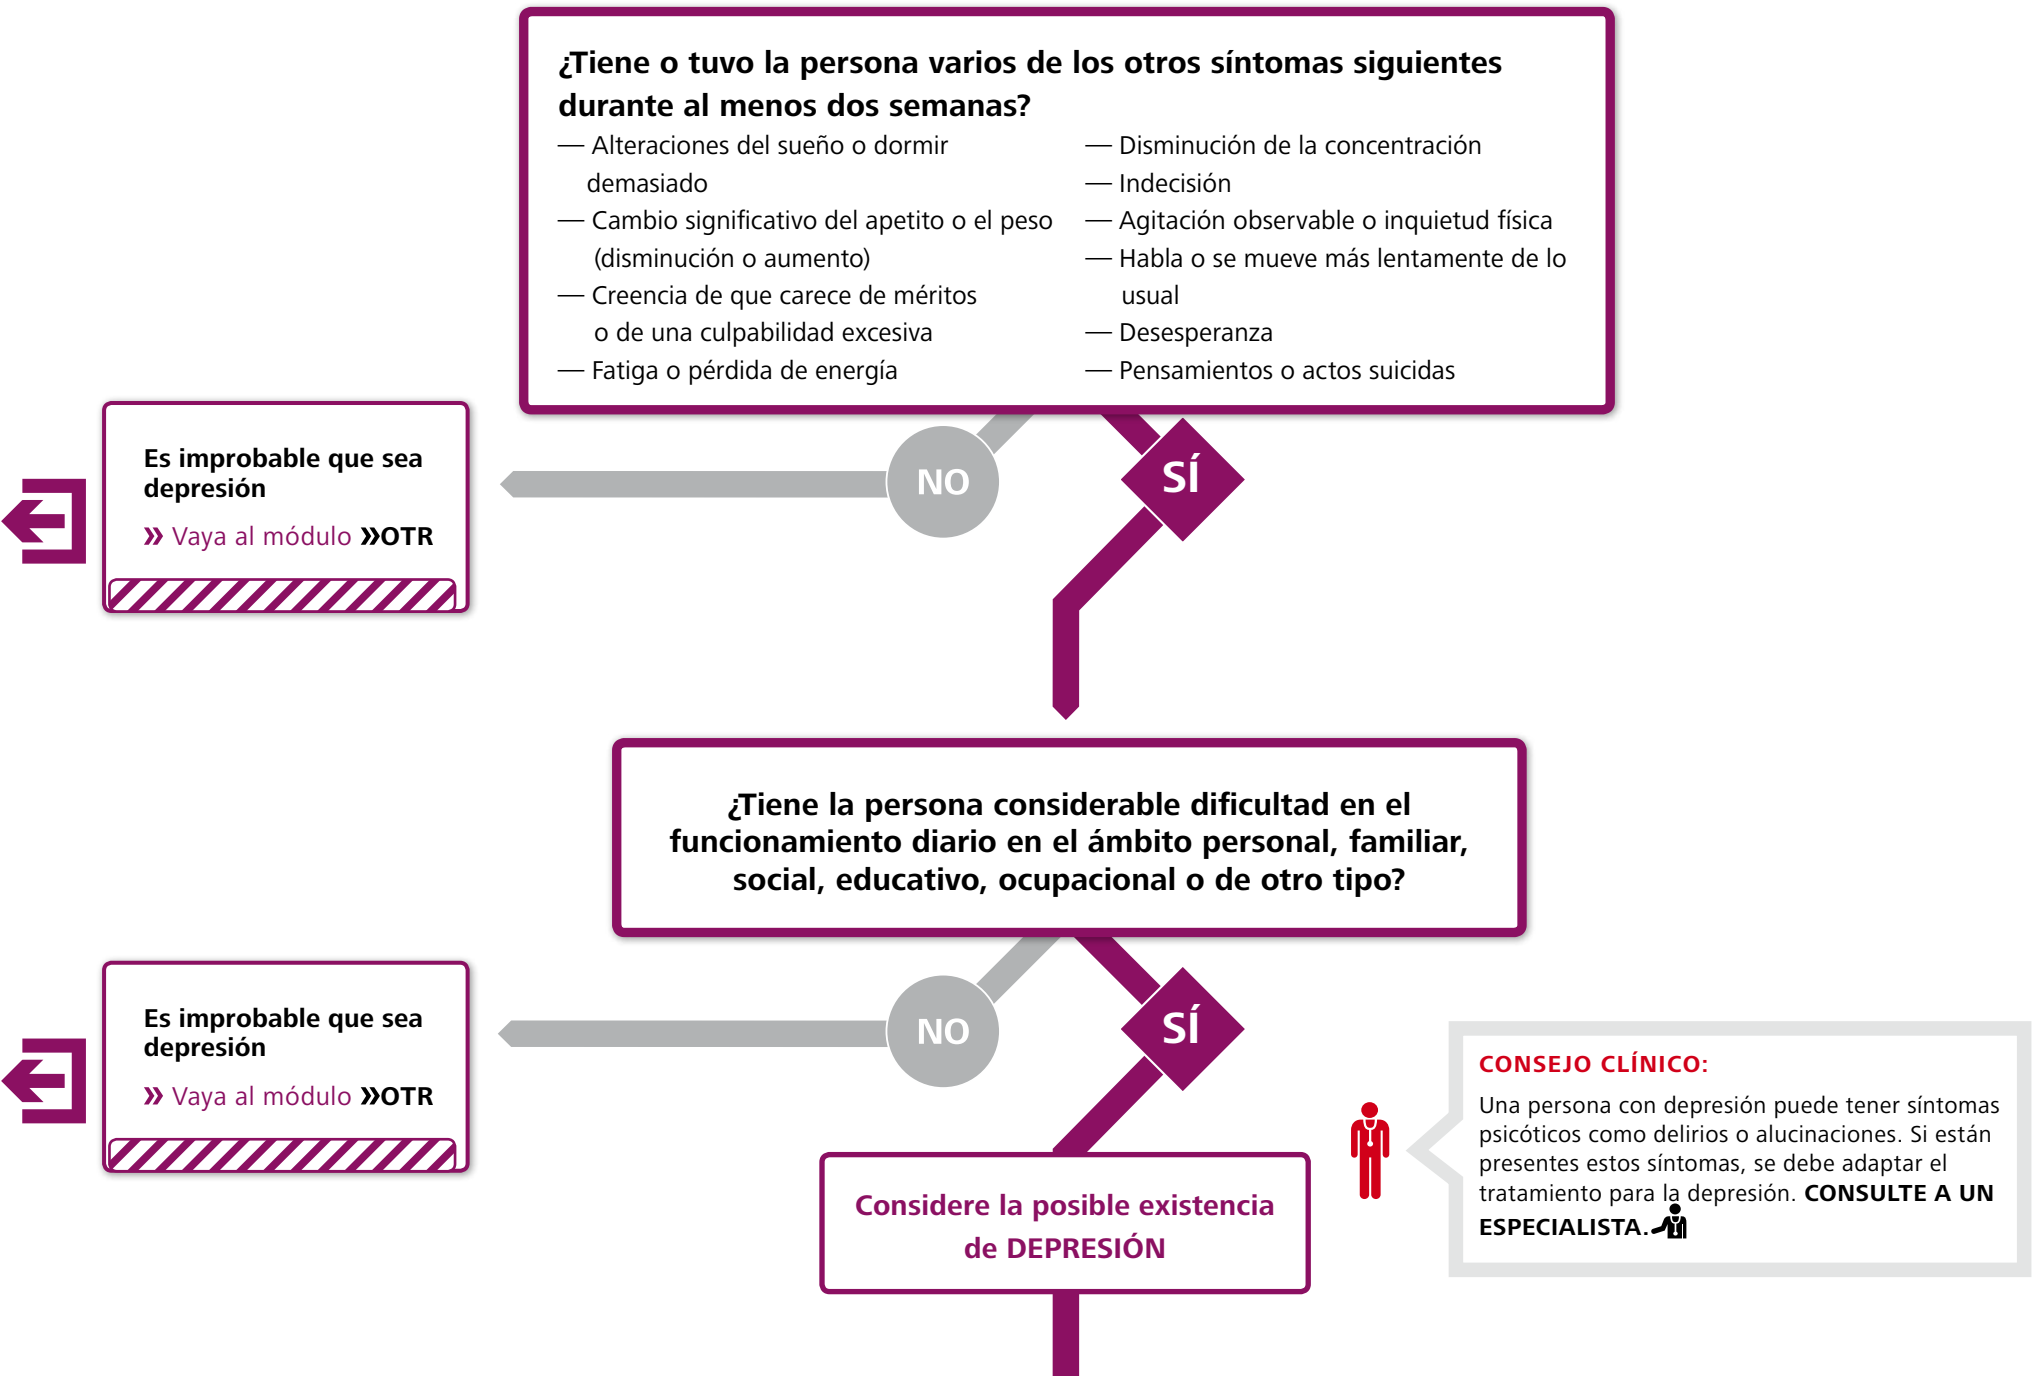 ¿Tiene o tuvo la persona varios de los otros síntomas siguientes
durante al menos dos semanas?
— Alteraciones del sueño o dormir
demasiado
— Cambio significativo del apetito o el peso
(disminución o aumento)
— Creencia de que carece de méritos
o de una culpabilidad excesiva
— Fatiga o pérdida de energía
— Disminución de la concentración
— Indecisión
— Agitación observable o inquietud física
— Habla o se mueve más lentamente de lo
usual
— Desesperanza
— Pensamientos o actos suicidas
NO
SÍ
Es improbable que sea
depresión
» Vaya al módulo »OTR
¿Tiene la persona considerable dificultad en el
funcionamiento diario en el ámbito personal, familiar,
social, educativo, ocupacional o de otro tipo?
NO
SÍ
Es improbable que sea
depresión
» Vaya al módulo »OTR
Considere la posible existencia
de DEPRESIÓN
CONSEJO CLÍNICO:
Una persona con depresión puede tener síntomas
psicóticos como delirios o alucinaciones. Si están
presentes estos síntomas, se debe adaptar el
tratamiento para la depresión. CONSULTE A UN
ESPECIALISTA.